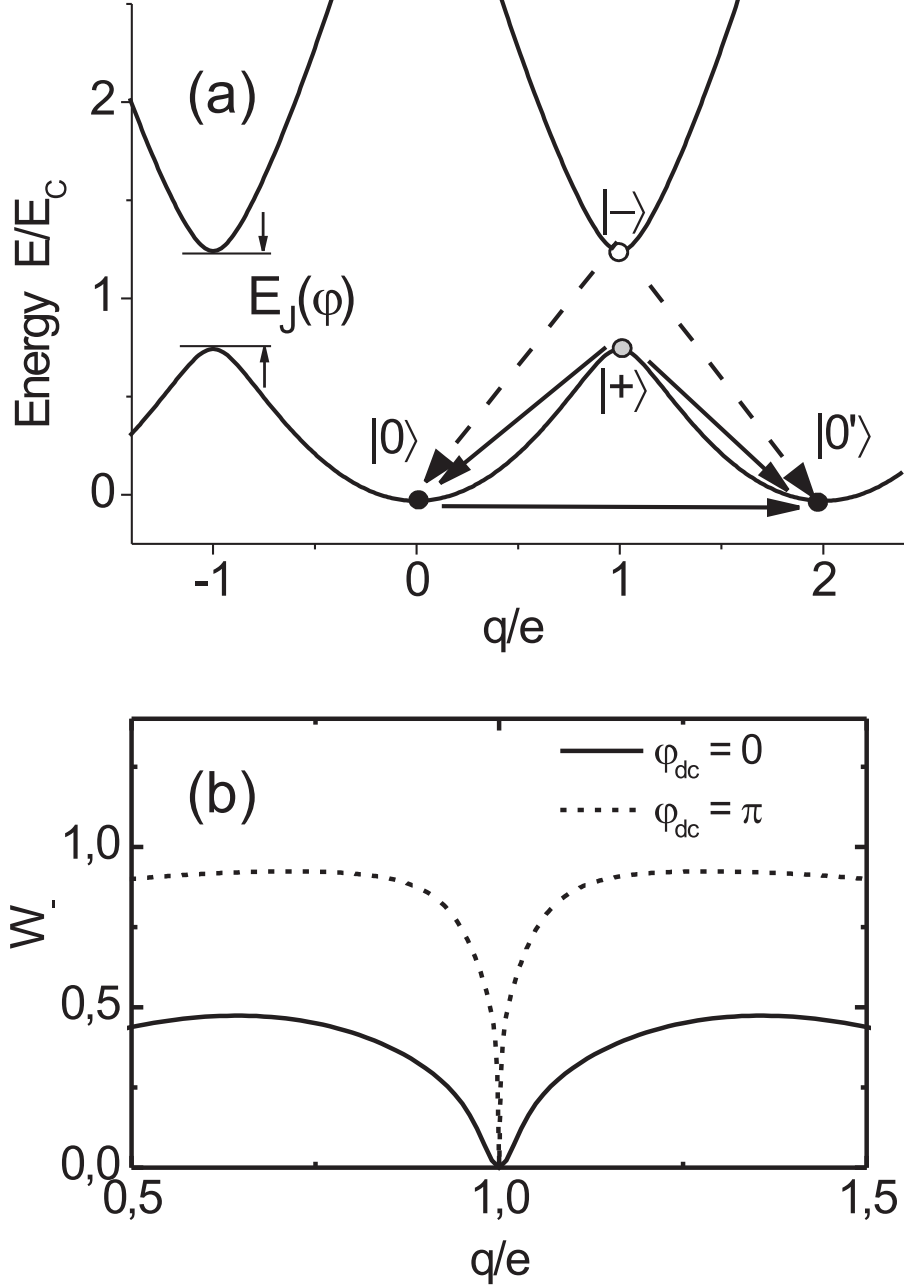 (a)
Energy E/E_C
2
1
0
E_J(φ)
|−⟩
|+⟩
|0⟩
|0'⟩
-1
0
1
2
q/e
(b)
φ_dc = 0
φ_dc = π
W_-
1,0
0,5
0,0
0,5
1,0
1,5
q/e